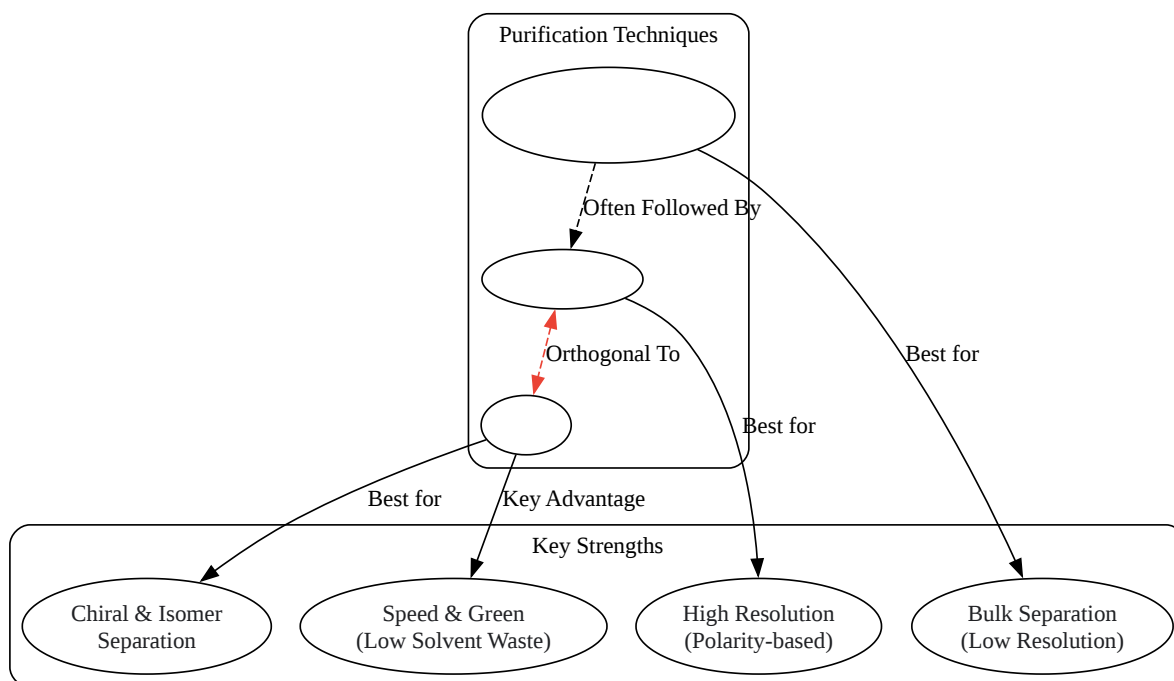 Purification Techniques
Often Followed By
Orthogonal To
Best for
Best for
Best for
Key Advantage
Key Strengths
Chiral & Isomer
Separation
Speed & Green
(Low Solvent Waste)
High Resolution
(Polarity-based)
Bulk Separation
(Low Resolution)